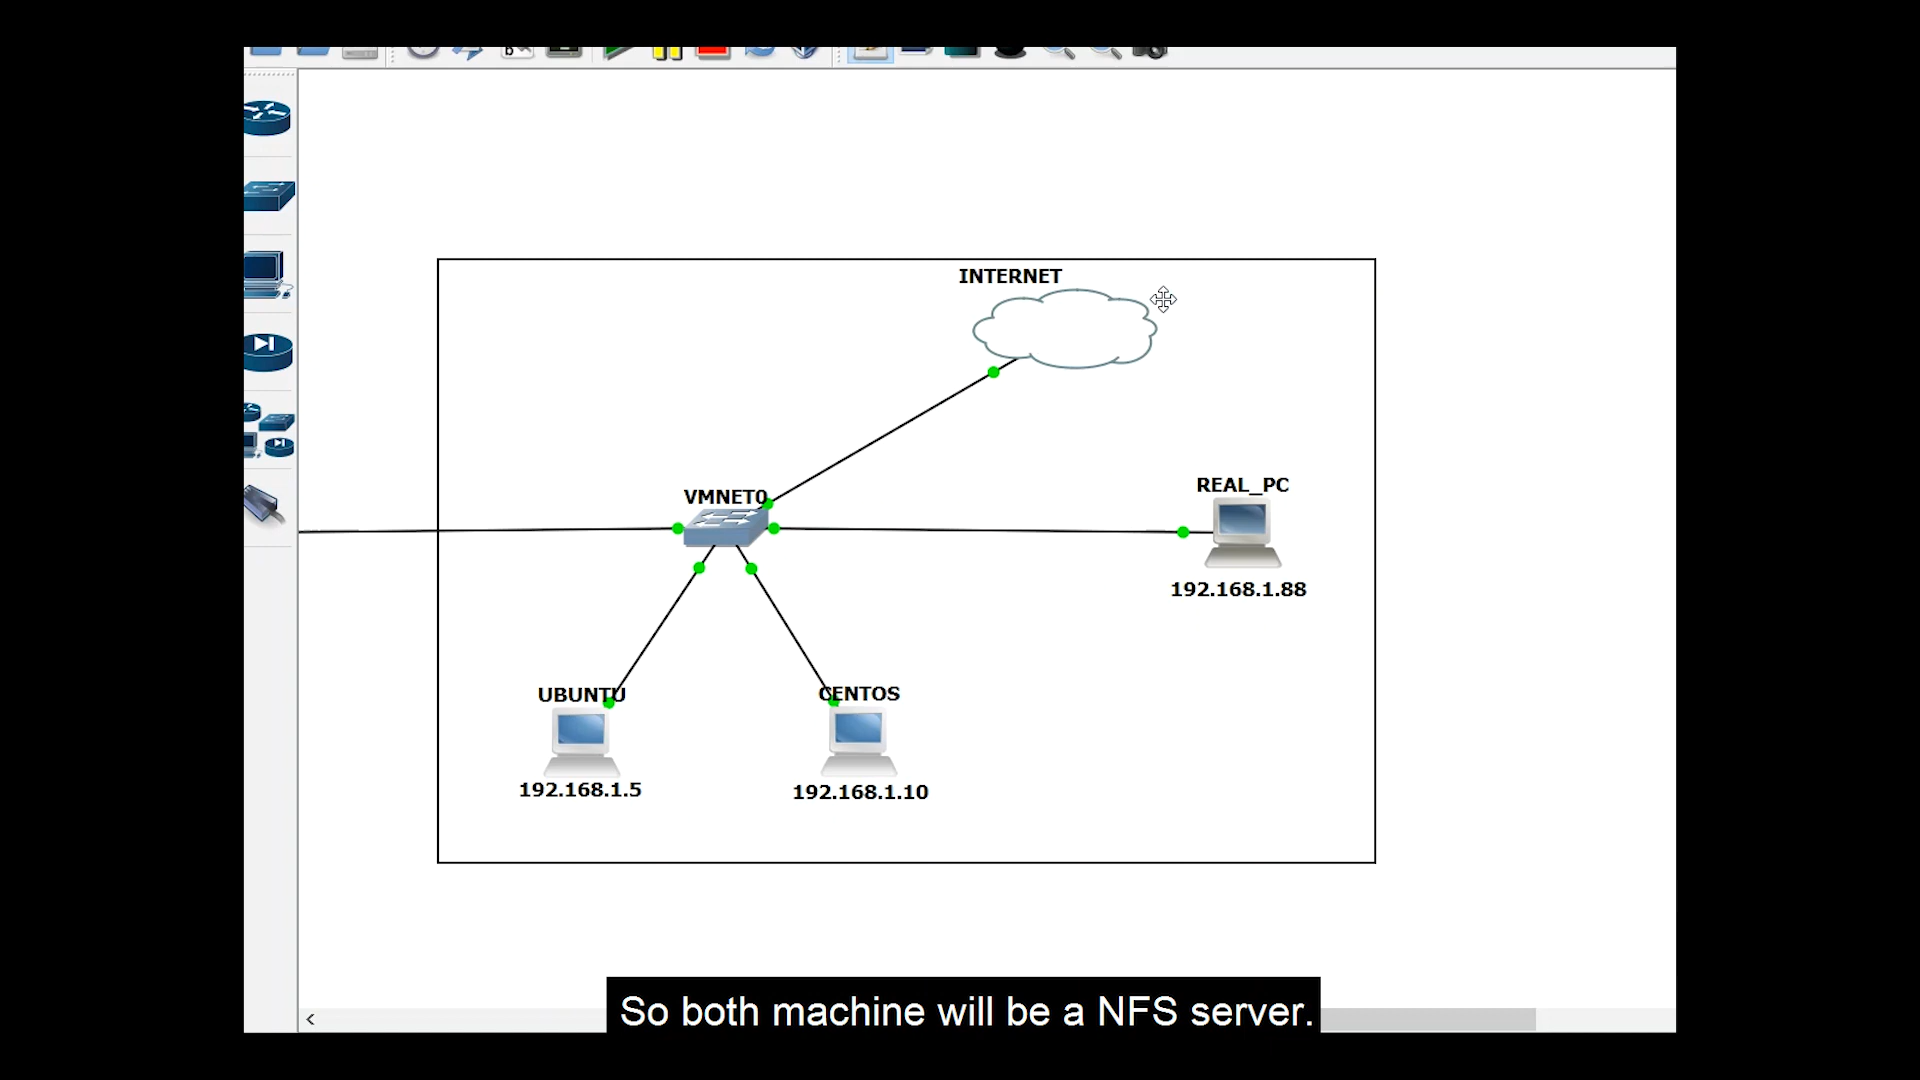 INTERNET
REAL_PC
VMNET0
192.168.1.88
UBUNTU
CENTOS
192.168.1.5
192.168.1.10
So both machine will be a NFS server.